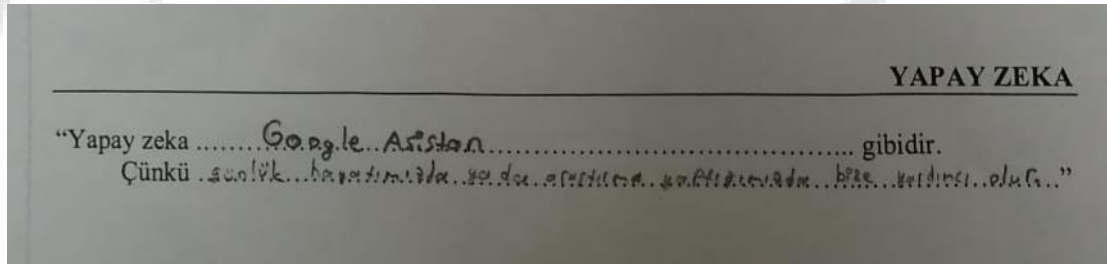 YAPAY ZEKA
“Yapay zeka ........Google Asistan................................................ gibidir.
Çünkü .günlük...hayatımızda..ya da araştırma..yaptığımızda..bize..yardımcı..olur..”